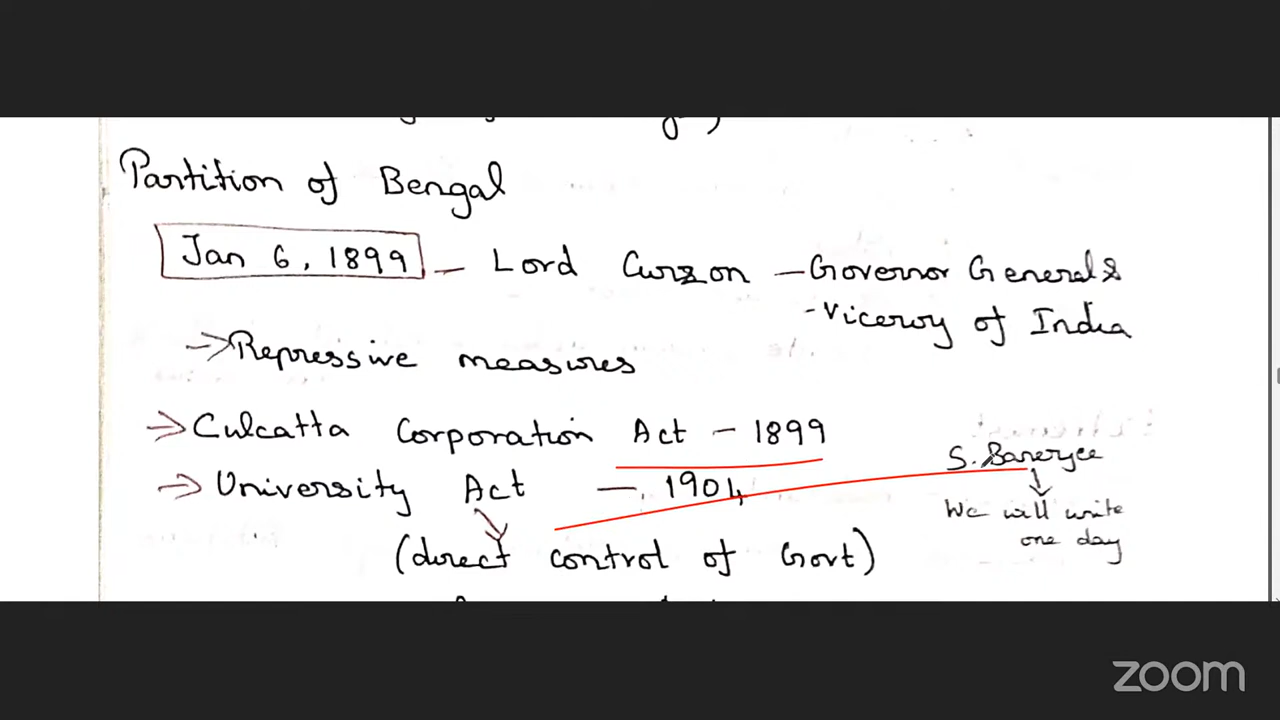 Partition of Bengal
Jan 6, 1899 – Lord Curzon – Governor General &
- Viceroy of India
→ Repressive measures
→ Culcatta Corporation Act – 1899
→ University Act – 1904
(direct control of Govt)
S. Banerjee
↓
We will write
one day
zoom